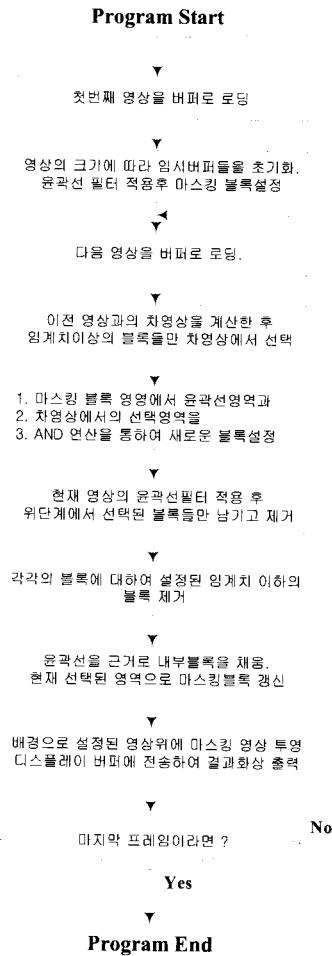 Program Start
첫번째 영상을 버퍼로 로딩
영상의 크기에 따라 임시버퍼들을 초기화.
윤곽선 필터 적용후 마스킹 블록설정
다음 영상을 버퍼로 로딩.
이전 영상과의 차영상을 계산한 후
임계치이상의 블록들만 차영상에서 선택
1. 마스킹 블록 영영에서 윤곽선영역과
2. 차영상에서의 선택영역을
3. AND 연산을 통하여 새로운 블록설정
현재 영상의 윤곽선필터 적용 후
위단계에서 선택된 블록들만 남기고 제거
각각의 블록에 대하여 설정된 임계치 이하의
블록 제거
윤곽선을 근거로 내부블록을 채움.
현재 선택된 영역으로 마스킹블록 갱신
배경으로 설정된 영상위에 마스킹 영상 투영
디스플레이 버퍼에 전송하여 결과화상 출력
마지막 프레임이라면 ?
No
Yes
Program End